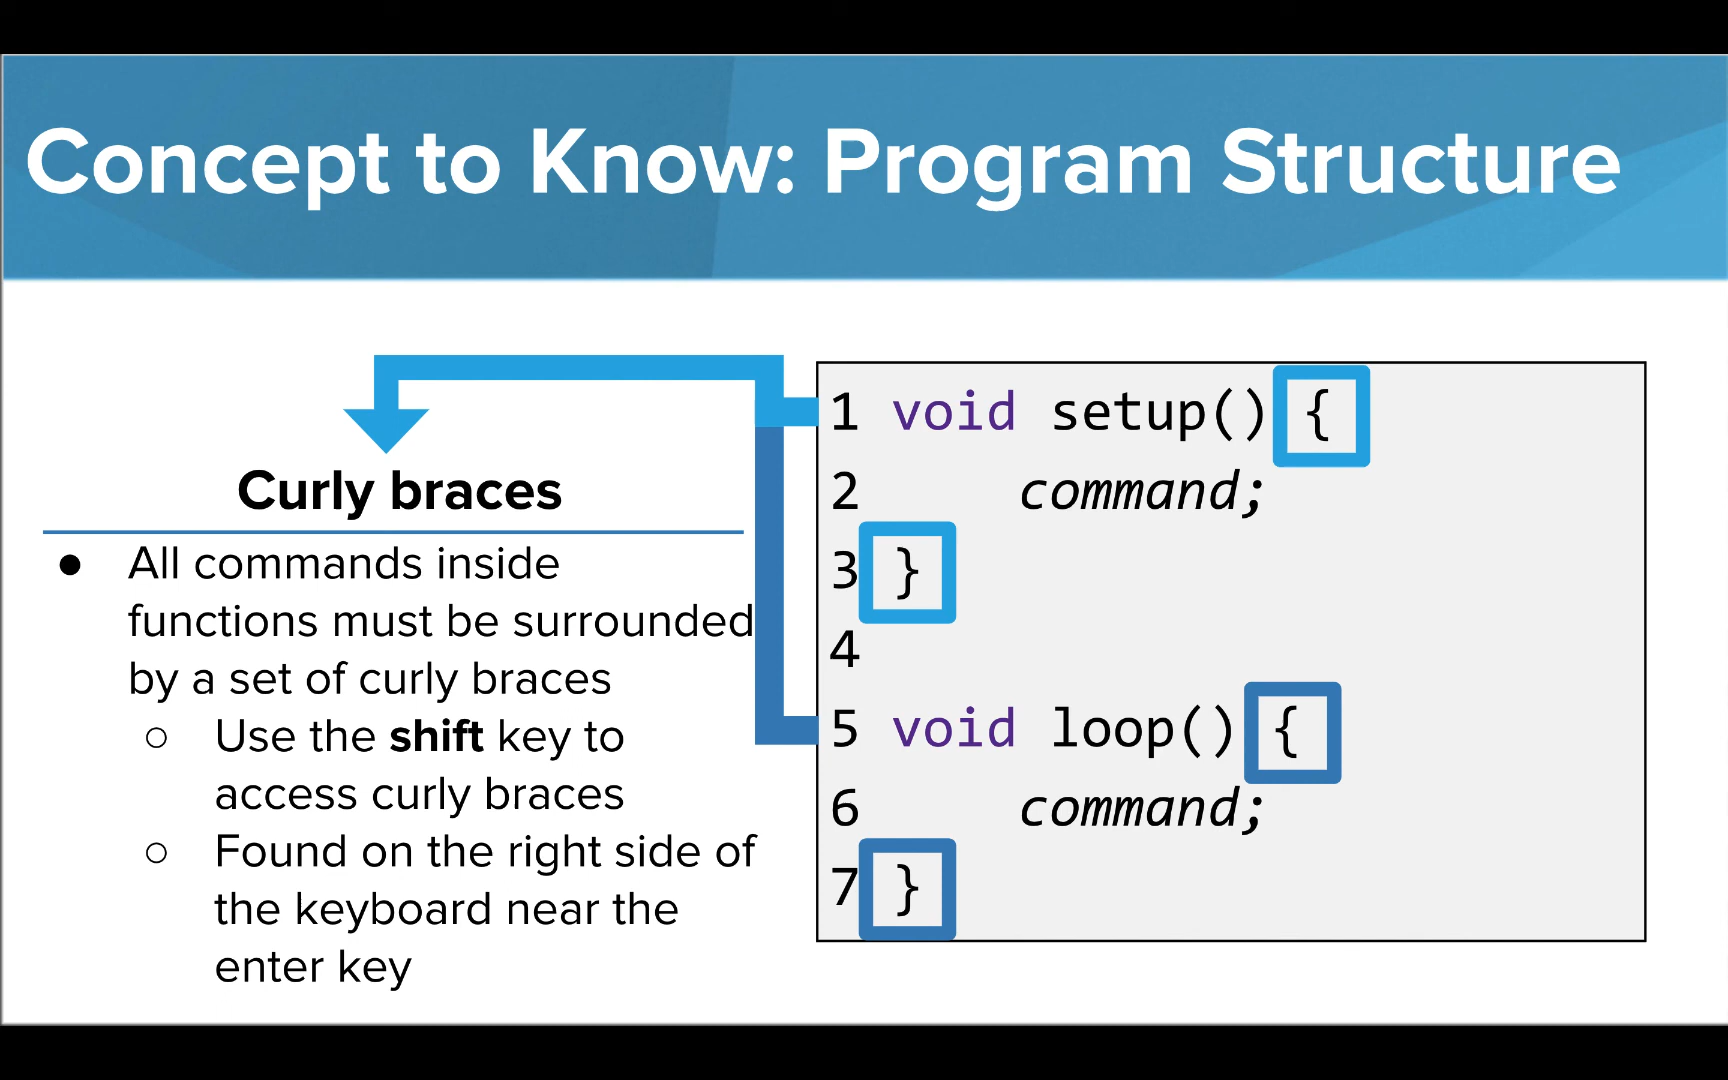 Concept to Know: Program Structure
Curly braces
● All commands inside
functions must be surrounded
by a set of curly braces
○ Use the shift key to
access curly braces
○ Found on the right side of
the keyboard near the
enter key
1 void setup() {
2     command;
3 }
4
5 void loop() {
6     command;
7 }